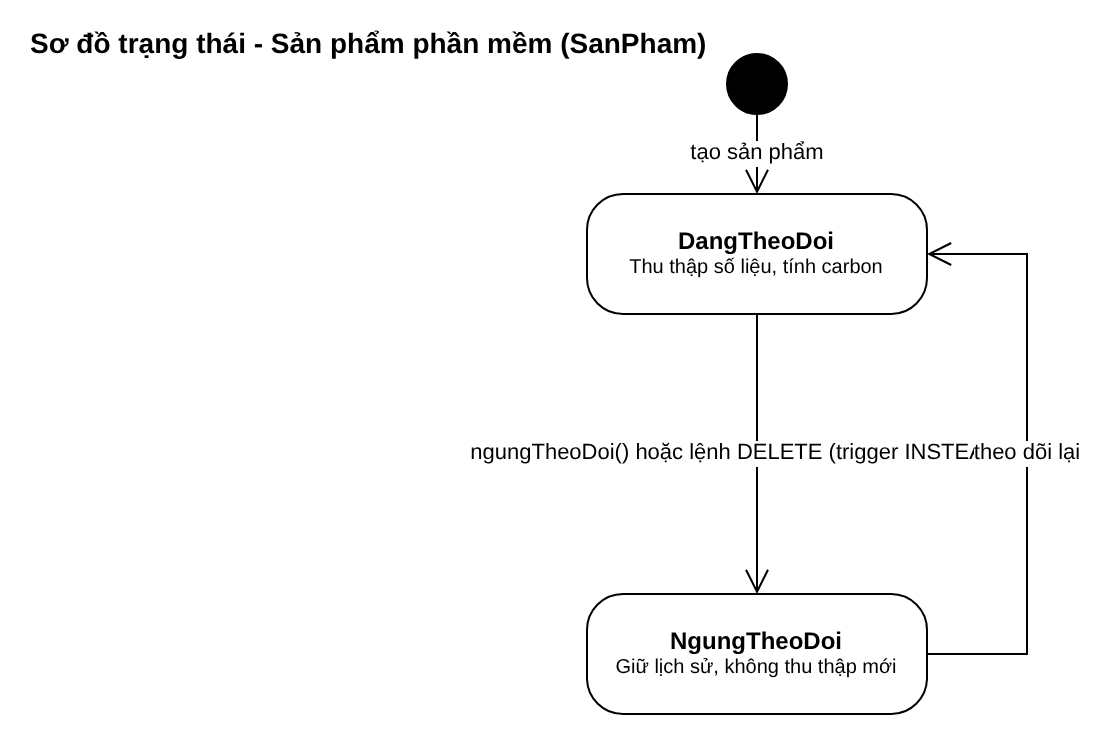 Sơ đồ trạng thái - Sản phẩm phần mềm (SanPham)
tạo sản phẩm
DangTheoDoi
Thu thập số liệu, tính carbon
ngungTheoDoi() hoặc lệnh DELETE (trigger
theo dõi lại
NgungTheoDoi
Giữ lịch sử, không thu thập mới